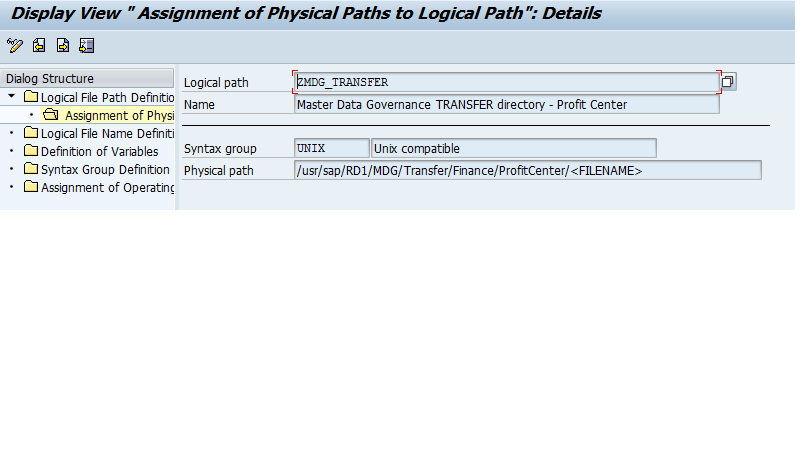 Display View " Assignment of Physical Paths to Logical Path": Details
Dialog Structure
Logical File Path Definitio
Assignment of Physi
Logical File Name Definiti
Definition of Variables
Syntax Group Definition
Assignment of Operating
Logical path ZMDG_TRANSFER
Name Master Data Governance TRANSFER directory - Profit Center
Syntax group UNIX Unix compatible
Physical path /usr/sap/RD1/MDG/Transfer/Finance/ProfitCenter/<FILENAME>